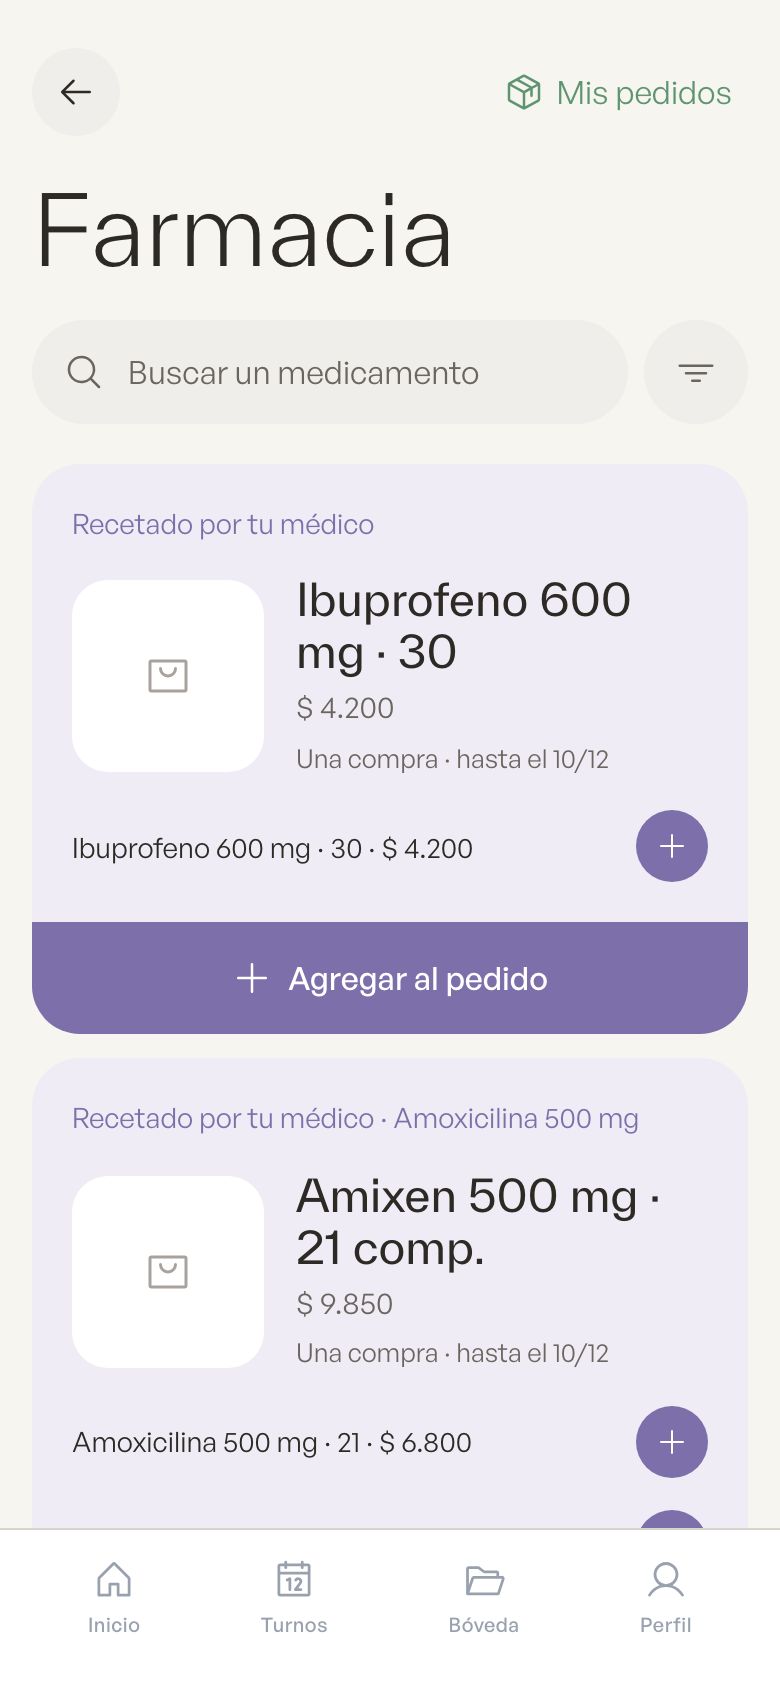 Mis pedidos
Farmacia
Buscar un medicamento
Recetado por tu médico
Ibuprofeno 600
mg · 30
$ 4.200
Una compra · hasta el 10/12
Ibuprofeno 600 mg · 30 · $ 4.200
Agregar al pedido
Recetado por tu médico · Amoxicilina 500 mg
Amixen 500 mg ·
21 comp.
$ 9.850
Una compra · hasta el 10/12
Amoxicilina 500 mg · 21 · $ 6.800
12
Inicio
Turnos
Bóveda
Perfil